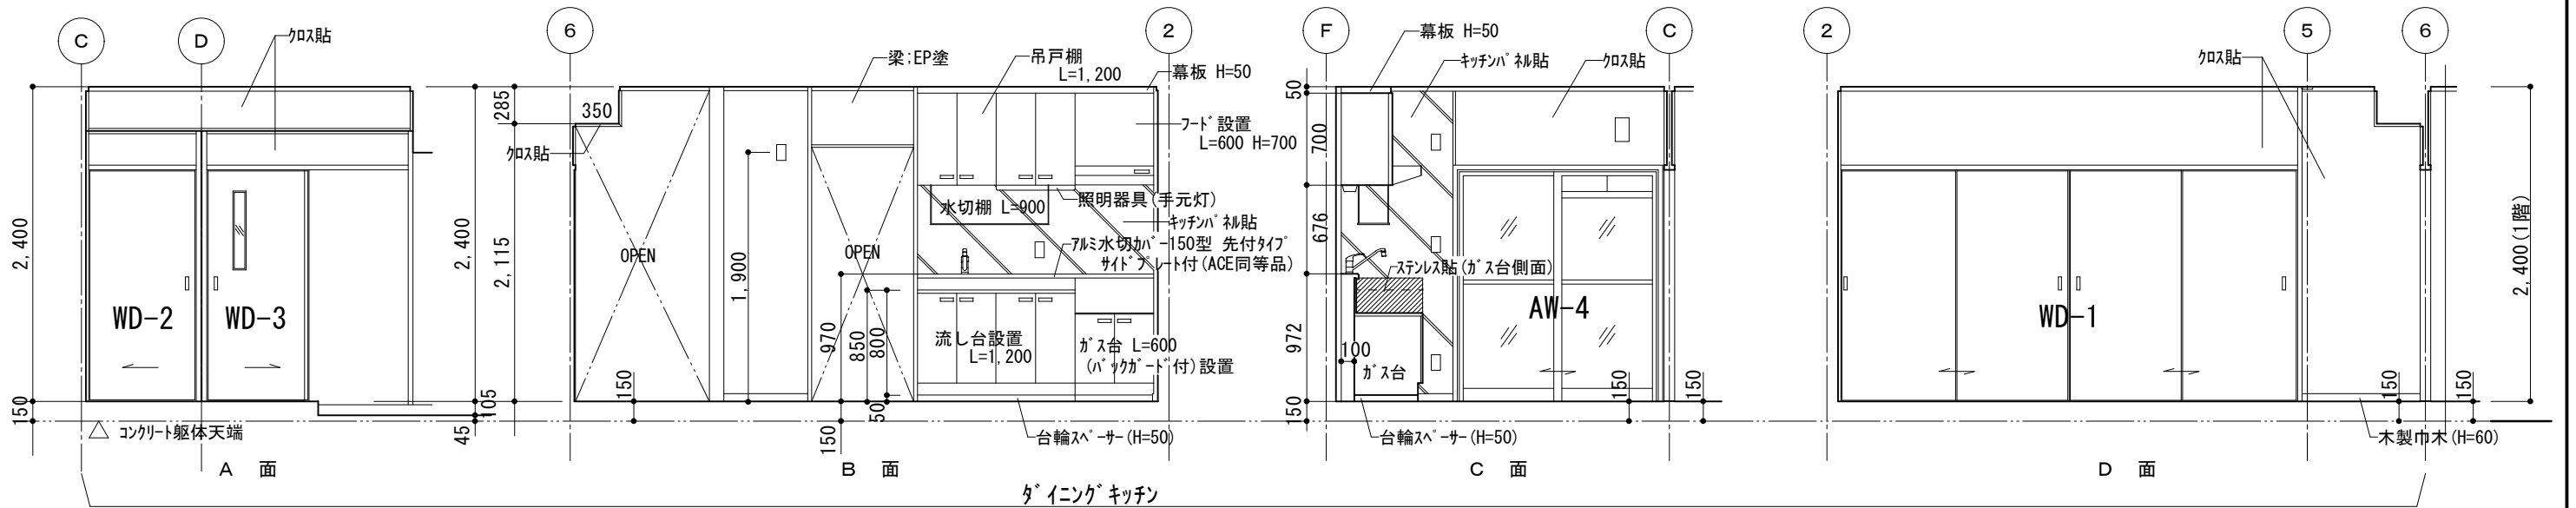 C
D
クロス貼
2,400
150
WD-2
WD-3
コンクリート躯体天端
2,400
105
45
A 面
6
2
285
350
2,115
クロス貼
OPEN
1,900
150
梁;EP塗
OPEN
970
850
800
50
150
吊戸棚
L=1,200
幕板 H=50
フード設置
L=600 H=700
照明器具(手元灯)
水切棚 L=900
キッチンパネル貼
アルミ水切カバー150型 先付タイプ
サイドプレート付(ACE同等品)
流し台設置
L=1,200
ガス台 L=600
(バックガード付)設置
台輪スペーサー(H=50)
B 面
F
C
幕板 H=50
キッチンパネル貼
クロス貼
50
700
676
972
150
100
ステンレス貼(ガス台側面)
AW-4
ガス台
150
150
台輪スペーサー(H=50)
C 面
2
5
6
クロス貼
WD-1
2,400(1階)
150
150
木製巾木(H=60)
D 面
ダイニングキッチン